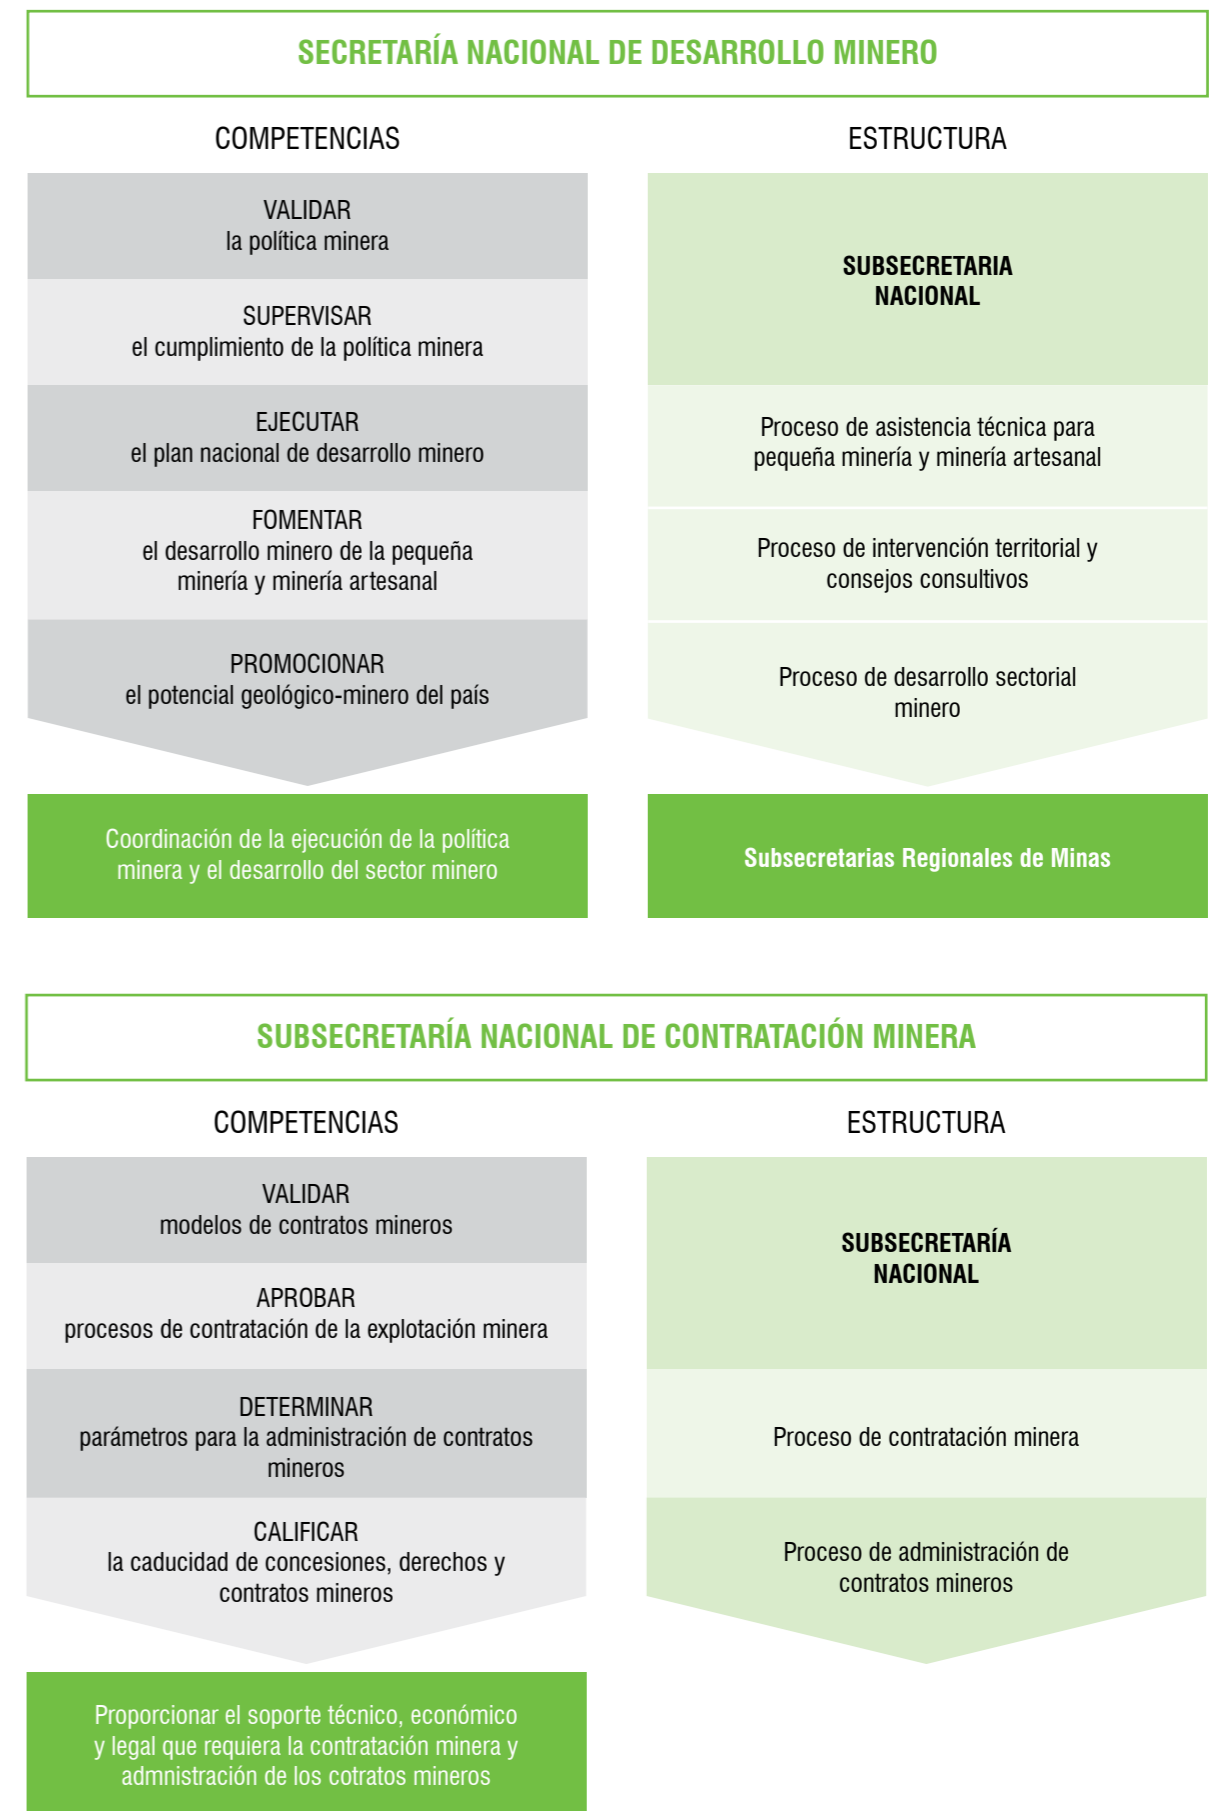 SECRETARÍA NACIONAL DE DESARROLLO MINERO
COMPETENCIAS
VALIDAR
la política minera
SUPERVISAR
el cumplimiento de la política minera
EJECUTAR
el plan nacional de desarrollo minero
FOMENTAR
el desarrollo minero de la pequeña
minería y minería artesanal
PROMOCIONAR
el potencial geológico-minero del país
Coordinación de la ejecución de la política
minera y el desarrollo del sector minero
ESTRUCTURA
SUBSECRETARIA
NACIONAL
Proceso de asistencia técnica para
pequeña minería y minería artesanal
Proceso de intervención territorial y
consejos consultivos
Proceso de desarrollo sectorial
minero
Subsecretarias Regionales de Minas
SUBSECRETARÍA NACIONAL DE CONTRATACIÓN MINERA
COMPETENCIAS
VALIDAR
modelos de contratos mineros
APROBAR
procesos de contratación de la explotación minera
DETERMINAR
parámetros para la administración de contratos
mineros
CALIFICAR
la caducidad de concesiones, derechos y
contratos mineros
Proporcionar el soporte técnico, económico
y legal que requiera la contratación minera y
admnistración de los cotratos mineros
ESTRUCTURA
SUBSECRETARÍA
NACIONAL
Proceso de contratación minera
Proceso de administración de
contratos mineros